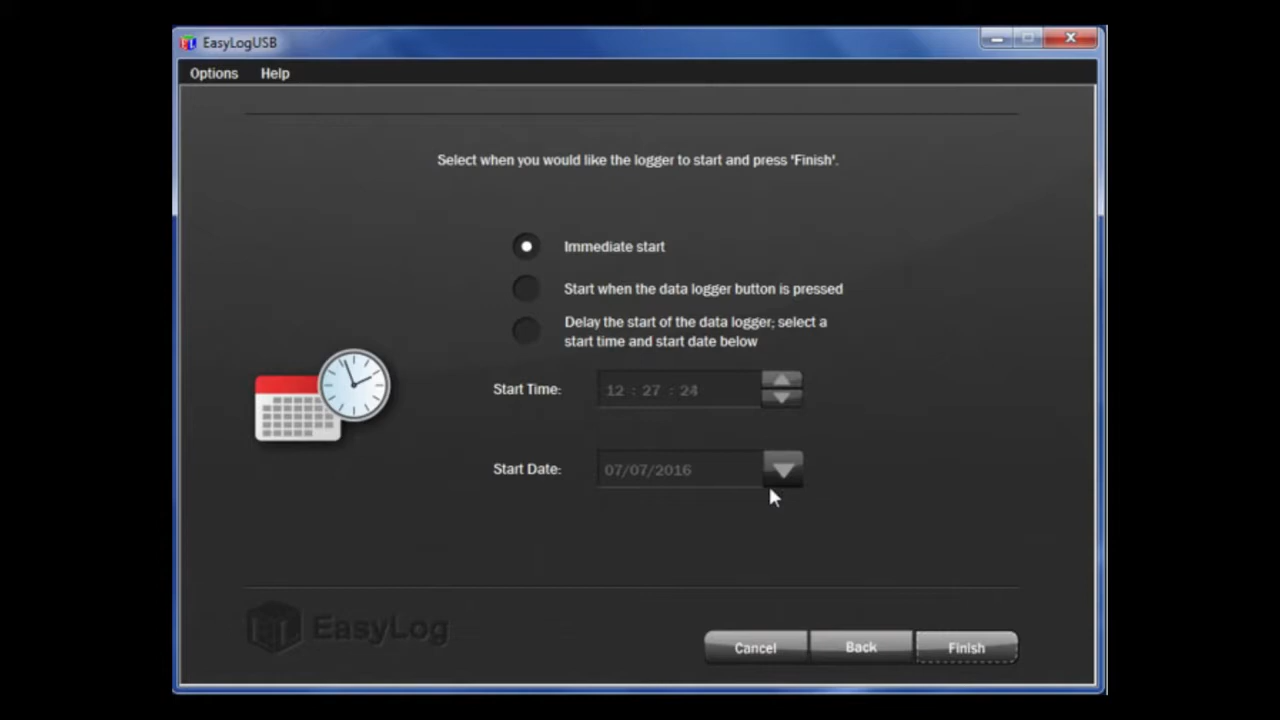 EasyLogUSB
Options Help
Select when you would like the logger to start and press 'Finish'.
Immediate start
Start when the data logger button is pressed
Delay the start of the data logger; select a
start time and start date below
Start Time: 12 : 27 : 24
Start Date: 07/07/2016
EL EasyLog
Cancel Back Finish